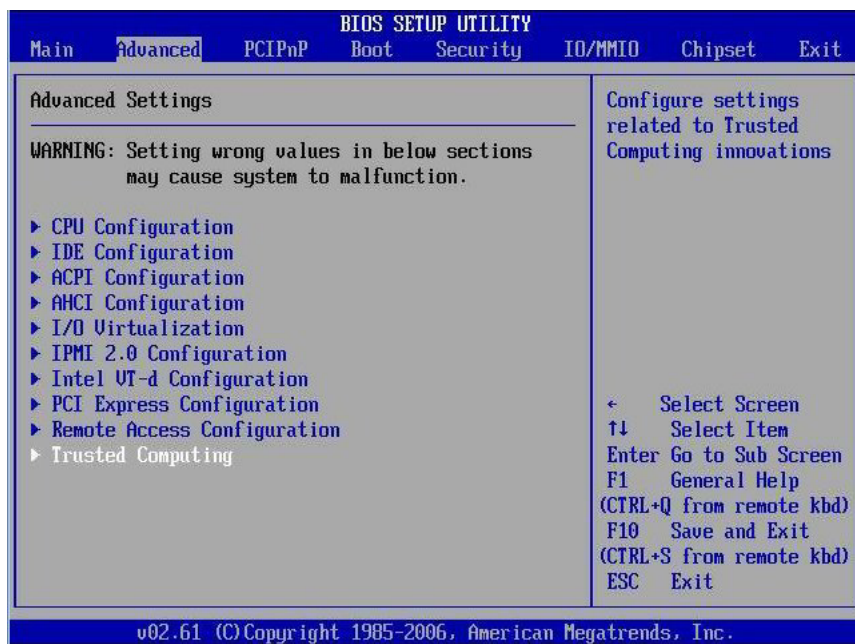 BIOS SETUP UTILITY
Main Advanced PCIPnP Boot Security IO/MMIO Chipset Exit
Advanced Settings
WARNING: Setting wrong values in below sections
may cause system to malfunction.
▶ CPU Configuration
▶ IDE Configuration
▶ ACPI Configuration
▶ AHCI Configuration
▶ I/O Virtualization
▶ IPMI 2.0 Configuration
▶ Intel VT-d Configuration
▶ PCI Express Configuration
▶ Remote Access Configuration
▶ Trusted Computing
Configure settings
related to Trusted
Computing innovations
← Select Screen
↑↓ Select Item
Enter Go to Sub Screen
F1 General Help
(CTRL+Q from remote kbd)
F10 Save and Exit
(CTRL+S from remote kbd)
ESC Exit
v02.61 (C)Copyright 1985-2006, American Megatrends, Inc.